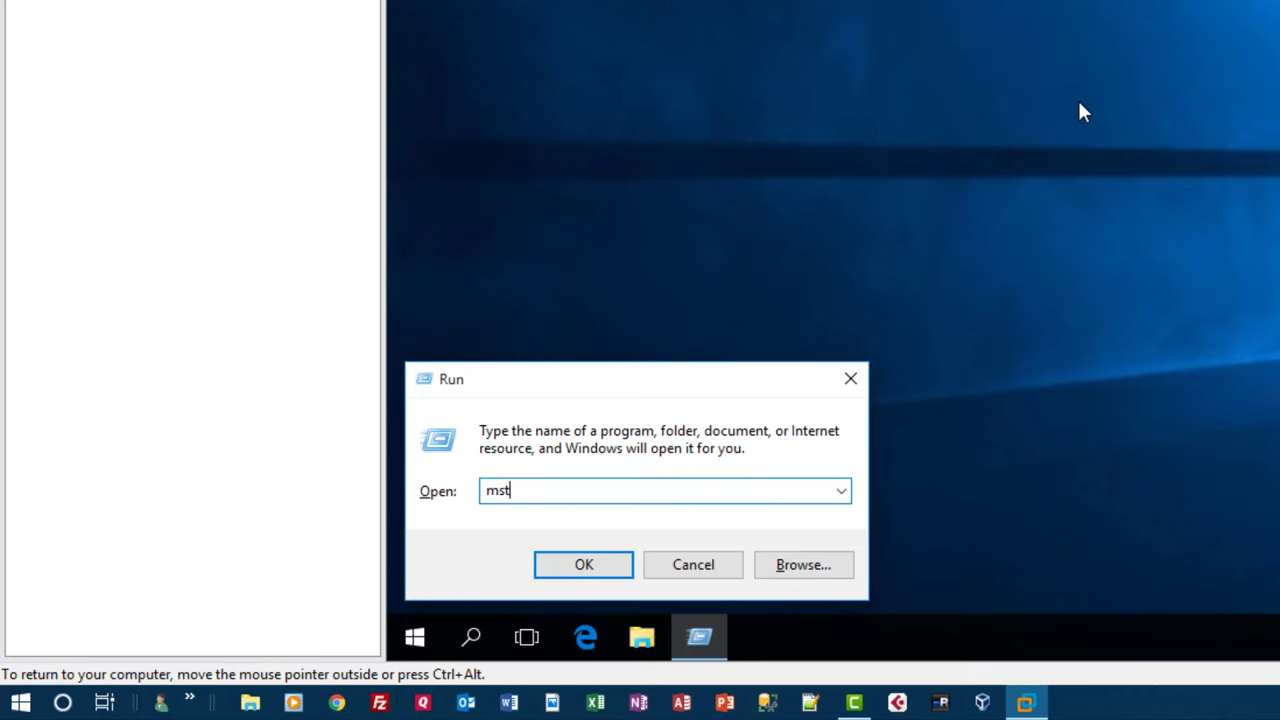 Run
Type the name of a program, folder, document, or Internet
resource, and Windows will open it for you.
Open: mst
OK Cancel Browse...
To return to your computer, move the mouse pointer outside or press Ctrl+Alt.